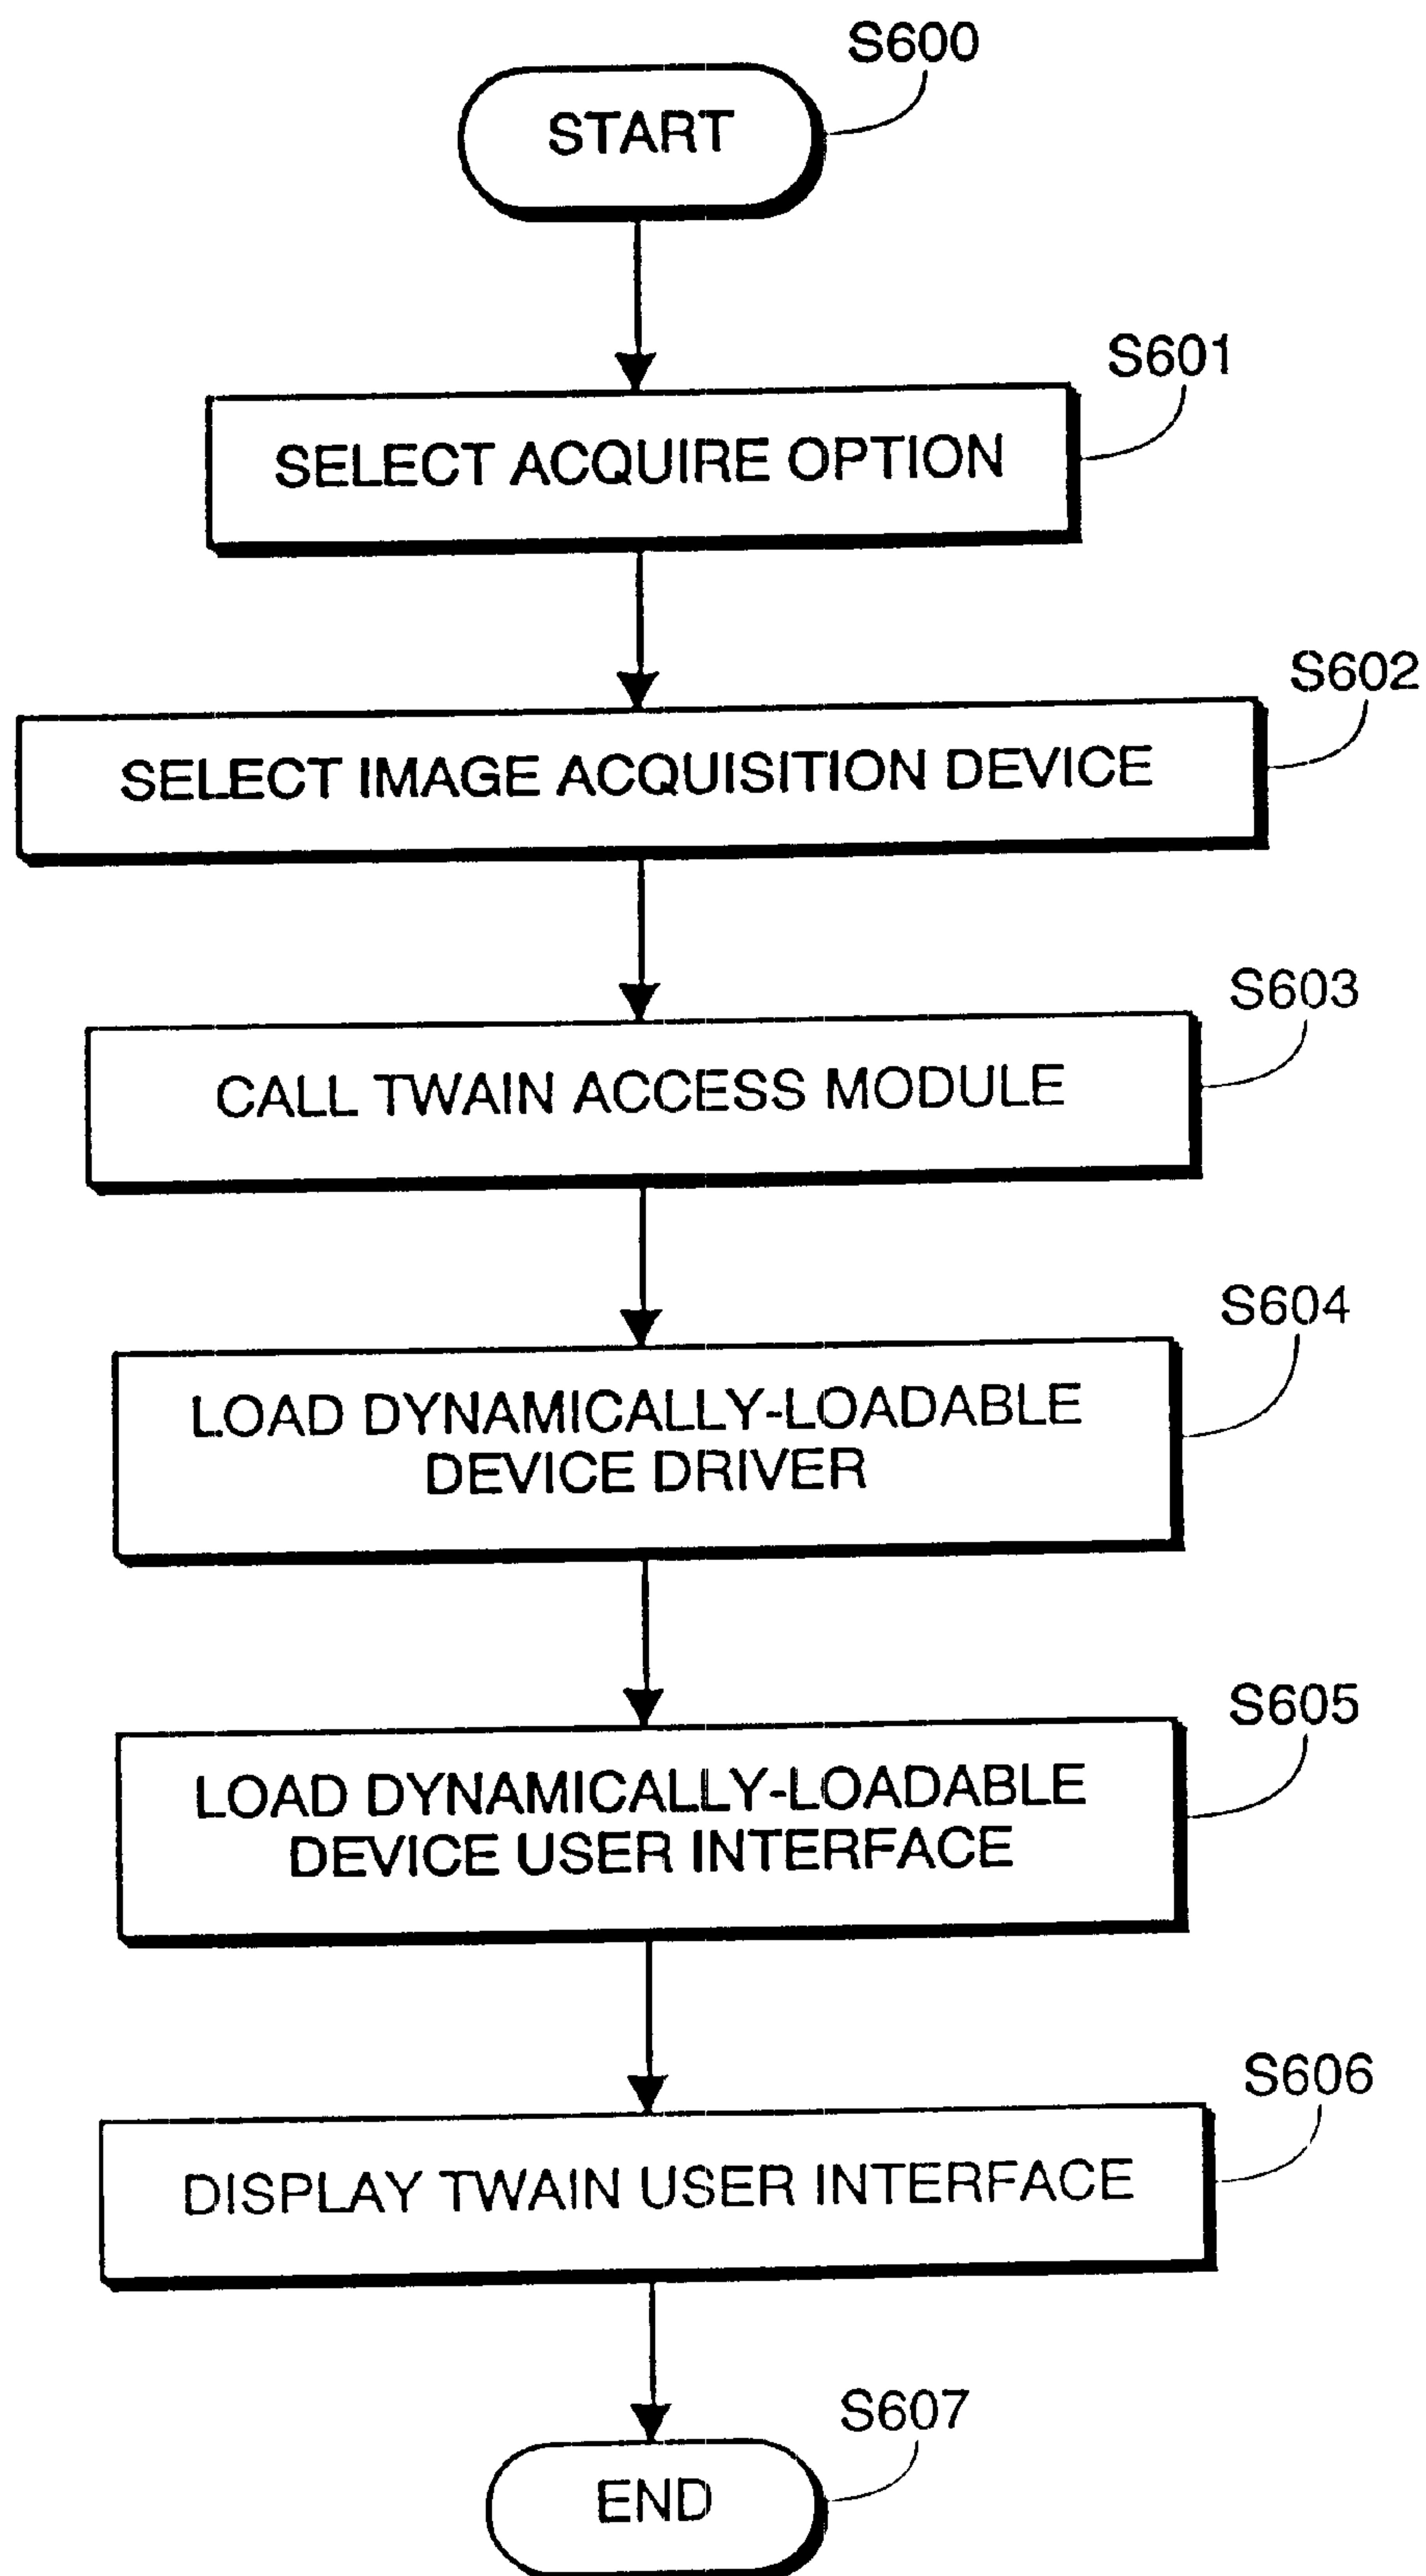 S600
START
S601
SELECT ACQUIRE OPTION
S602
SELECT IMAGE ACQUISITION DEVICE
S603
CALL TWAIN ACCESS MODULE
S604
LOAD DYNAMICALLY-LOADABLE
DEVICE DRIVER
S605
LOAD DYNAMICALLY-LOADABLE
DEVICE USER INTERFACE
S606
DISPLAY TWAIN USER INTERFACE
S607
END